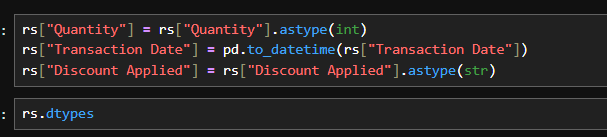 : rs["Quantity"] = rs["Quantity"].astype(int)
rs["Transaction Date"] = pd.to_datetime(rs["Transaction Date"])
rs["Discount Applied"] = rs["Discount Applied"].astype(str)
: rs.dtypes